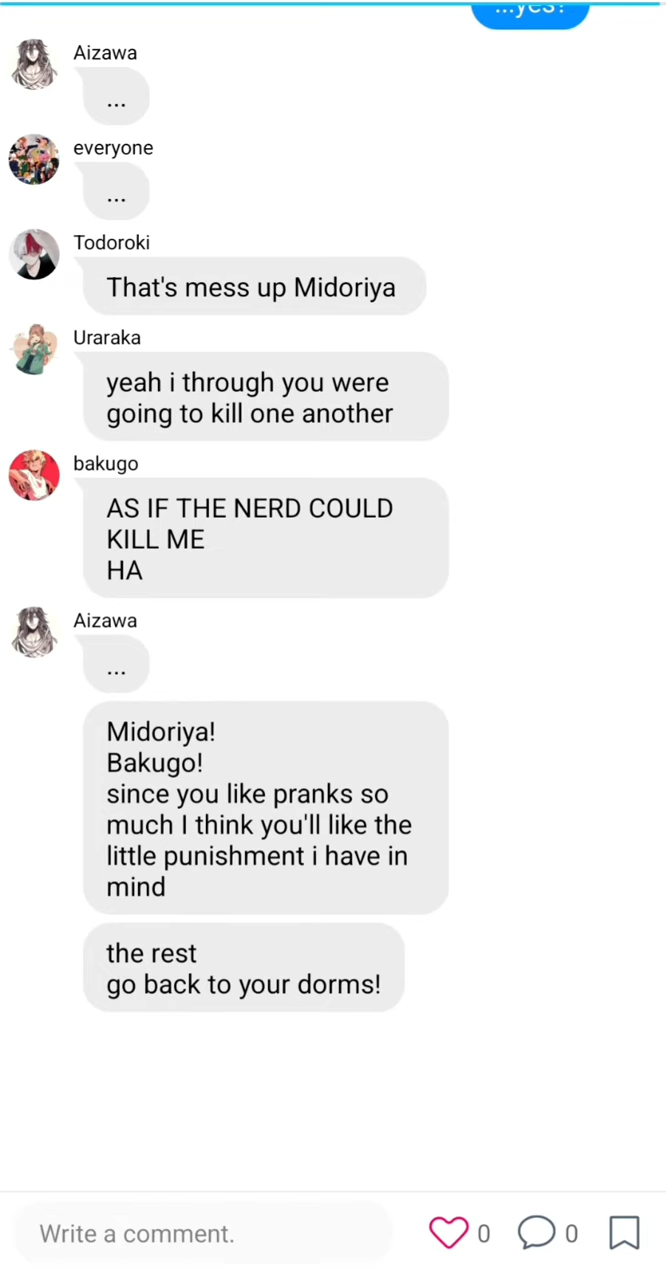 ...yes?
Aizawa
...
everyone
...
Todoroki
That's mess up Midoriya
Uraraka
yeah i through you were
going to kill one another
bakugo
AS IF THE NERD COULD
KILL ME
HA
Aizawa
...
Midoriya!
Bakugo!
since you like pranks so
much I think you'll like the
little punishment i have in
mind
the rest
go back to your dorms!
Write a comment.
0
0